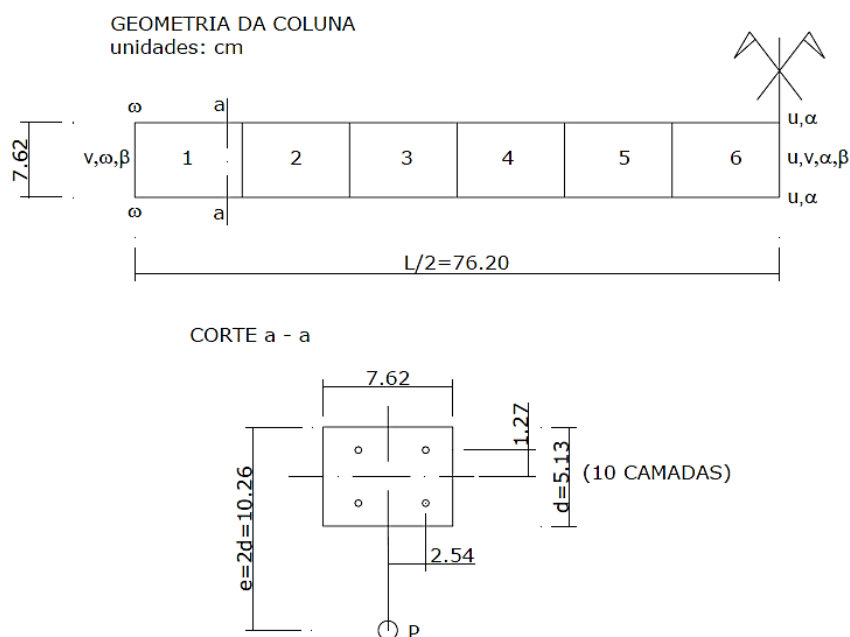 GEOMETRIA DA COLUNA
unidades: cm
ω
a
u,α
7.62
v,ω,β
1
2
3
4
5
6
u,v,α,β
ω
a
u,α
L/2=76.20
CORTE a - a
7.62
1.27
e=2d=10.26
d=5.13
(10 CAMADAS)
2.54
P